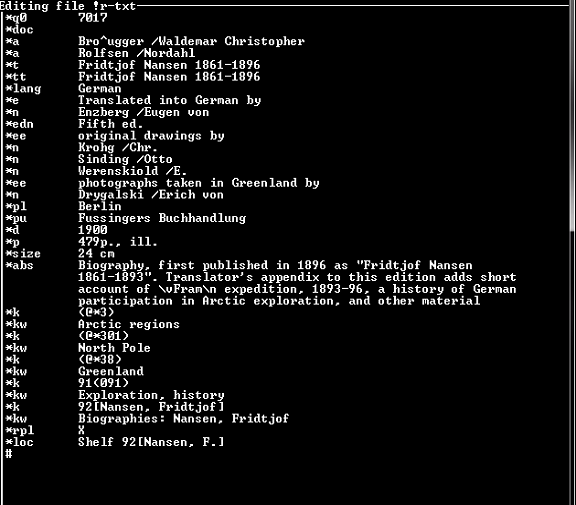 Editing file !r-txt
*q0 7017
*doc
*a Bro^ugger /Waldemar Christopher
*a Rolfsen /Nordahl
*t Fridtjof Nansen 1861-1896
*tt Fridtjof Nansen 1861-1896
*lang German
*e Translated into German by
*n Enzberg /Eugen von
*edn Fifth ed.
*ee original drawings by
*n Krohg /Chr.
*n Sinding /Otto
*n Werenskiold /E.
*ee photographs taken in Greenland by
*n Drygalski /Erich von
*pl Berlin
*pu Fussingers Buchhandlung
*d 1900
*p 479p., ill.
*size 24 cm
*abs Biography, first published in 1896 as "Fridtjof Nansen
1861-1893". Translator's appendix to this edition adds short
account of \vFram\n expedition, 1893-96, a history of German
participation in Arctic exploration, and other material
*k (@*3)
*kw Arctic regions
*k (@*301)
*kw North Pole
*k (@*38)
*kw Greenland
*k 91(091)
*kw Exploration, history
*k 92[Nansen, Fridtjof]
*kw Biographies: Nansen, Fridtjof
*rpl X
*loc Shelf 92[Nansen, F.]
#